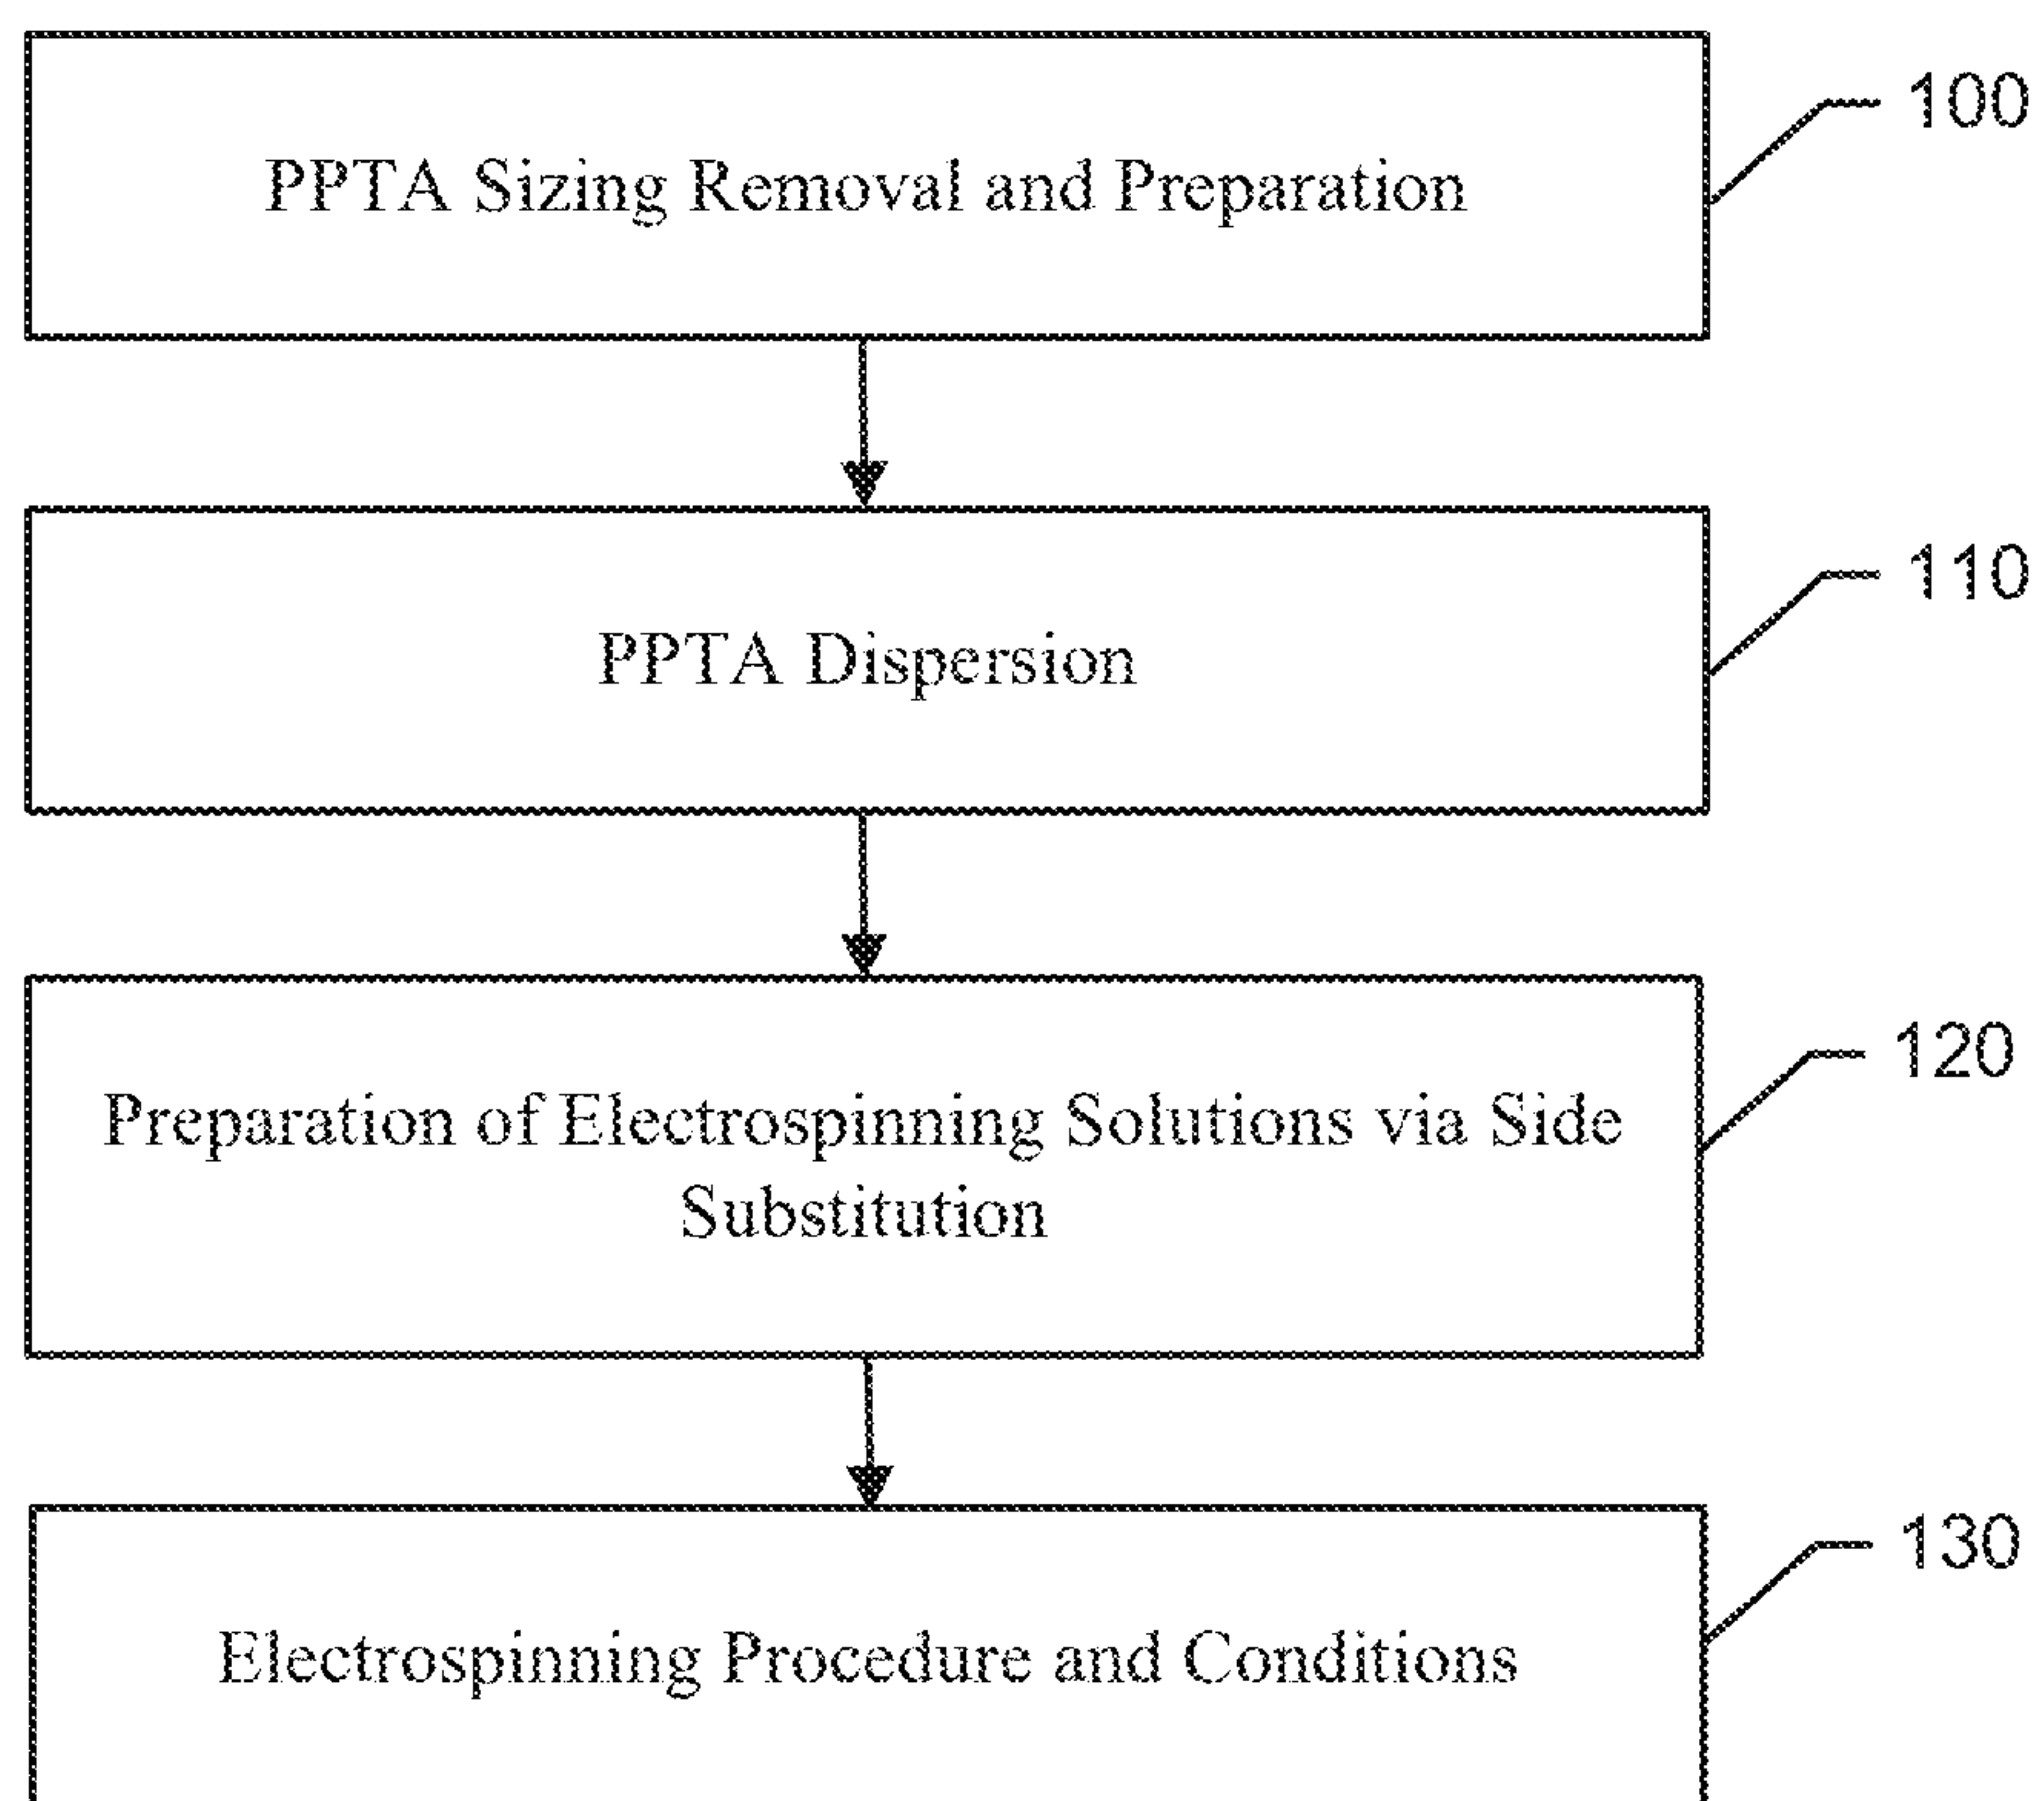 PPTA Sizing Removal and Preparation
100
PPTA Dispersion
110
Preparation of Electrospinning Solutions via Side
Substitution
120
Electrospinning Procedure and Conditions
130